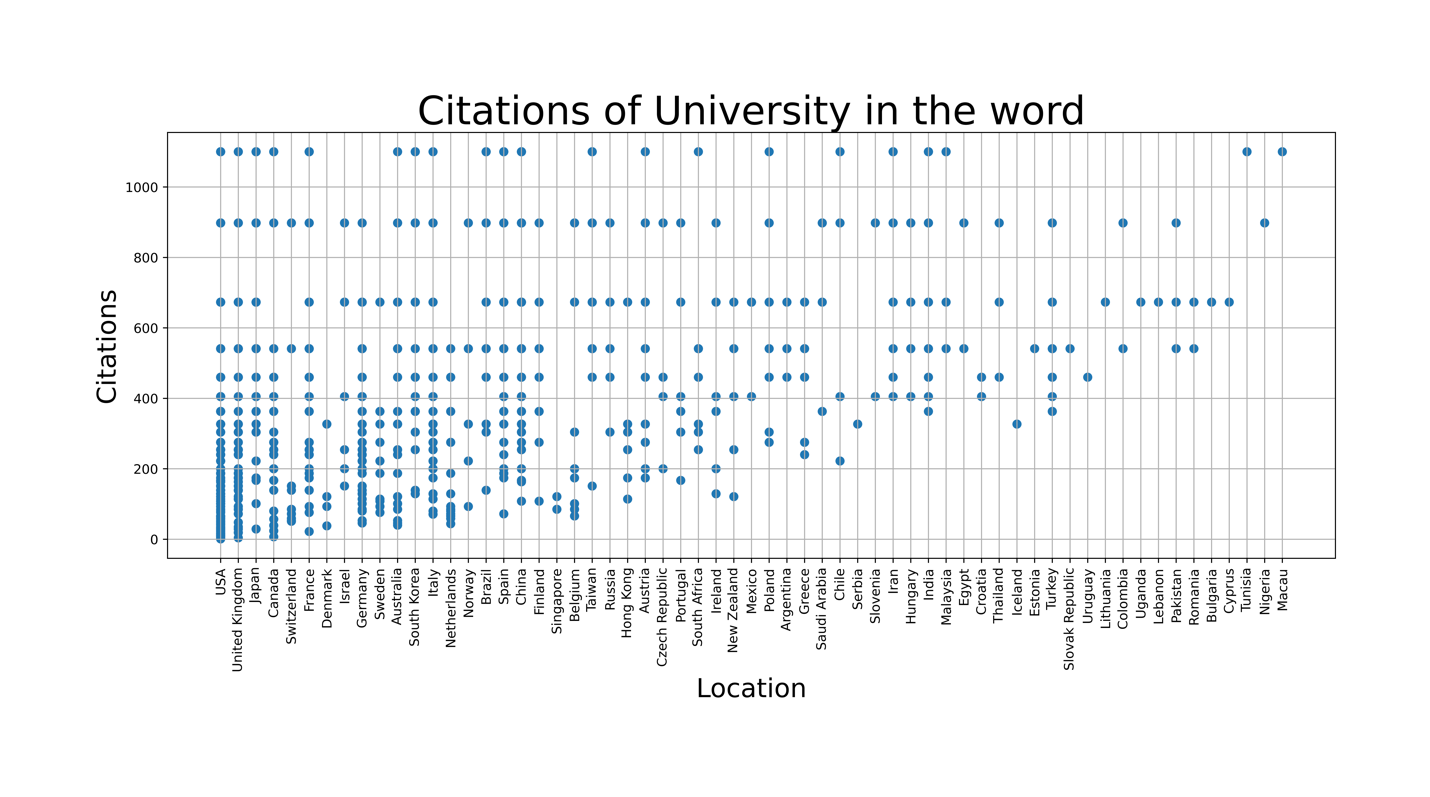 Citations of University in the word
Citations
1000
800
600
400
200
0
USA
United Kingdom
Japan
Canada
Switzerland
France
Denmark
Israel
Germany
Sweden
Australia
South Korea
Italy
Netherlands
Norway
Brazil
Spain
China
Finland
Singapore
Belgium
Taiwan
Russia
Hong Kong
Austria
Czech Republic
Portugal
South Africa
Ireland
New Zealand
Mexico
Poland
Argentina
Greece
Saudi Arabia
Chile
Serbia
Slovenia
Iran
Hungary
India
Malaysia
Egypt
Croatia
Thailand
Iceland
Estonia
Turkey
Slovak Republic
Uruguay
Lithuania
Colombia
Uganda
Lebanon
Pakistan
Romania
Bulgaria
Cyprus
Tunisia
Nigeria
Macau
Location